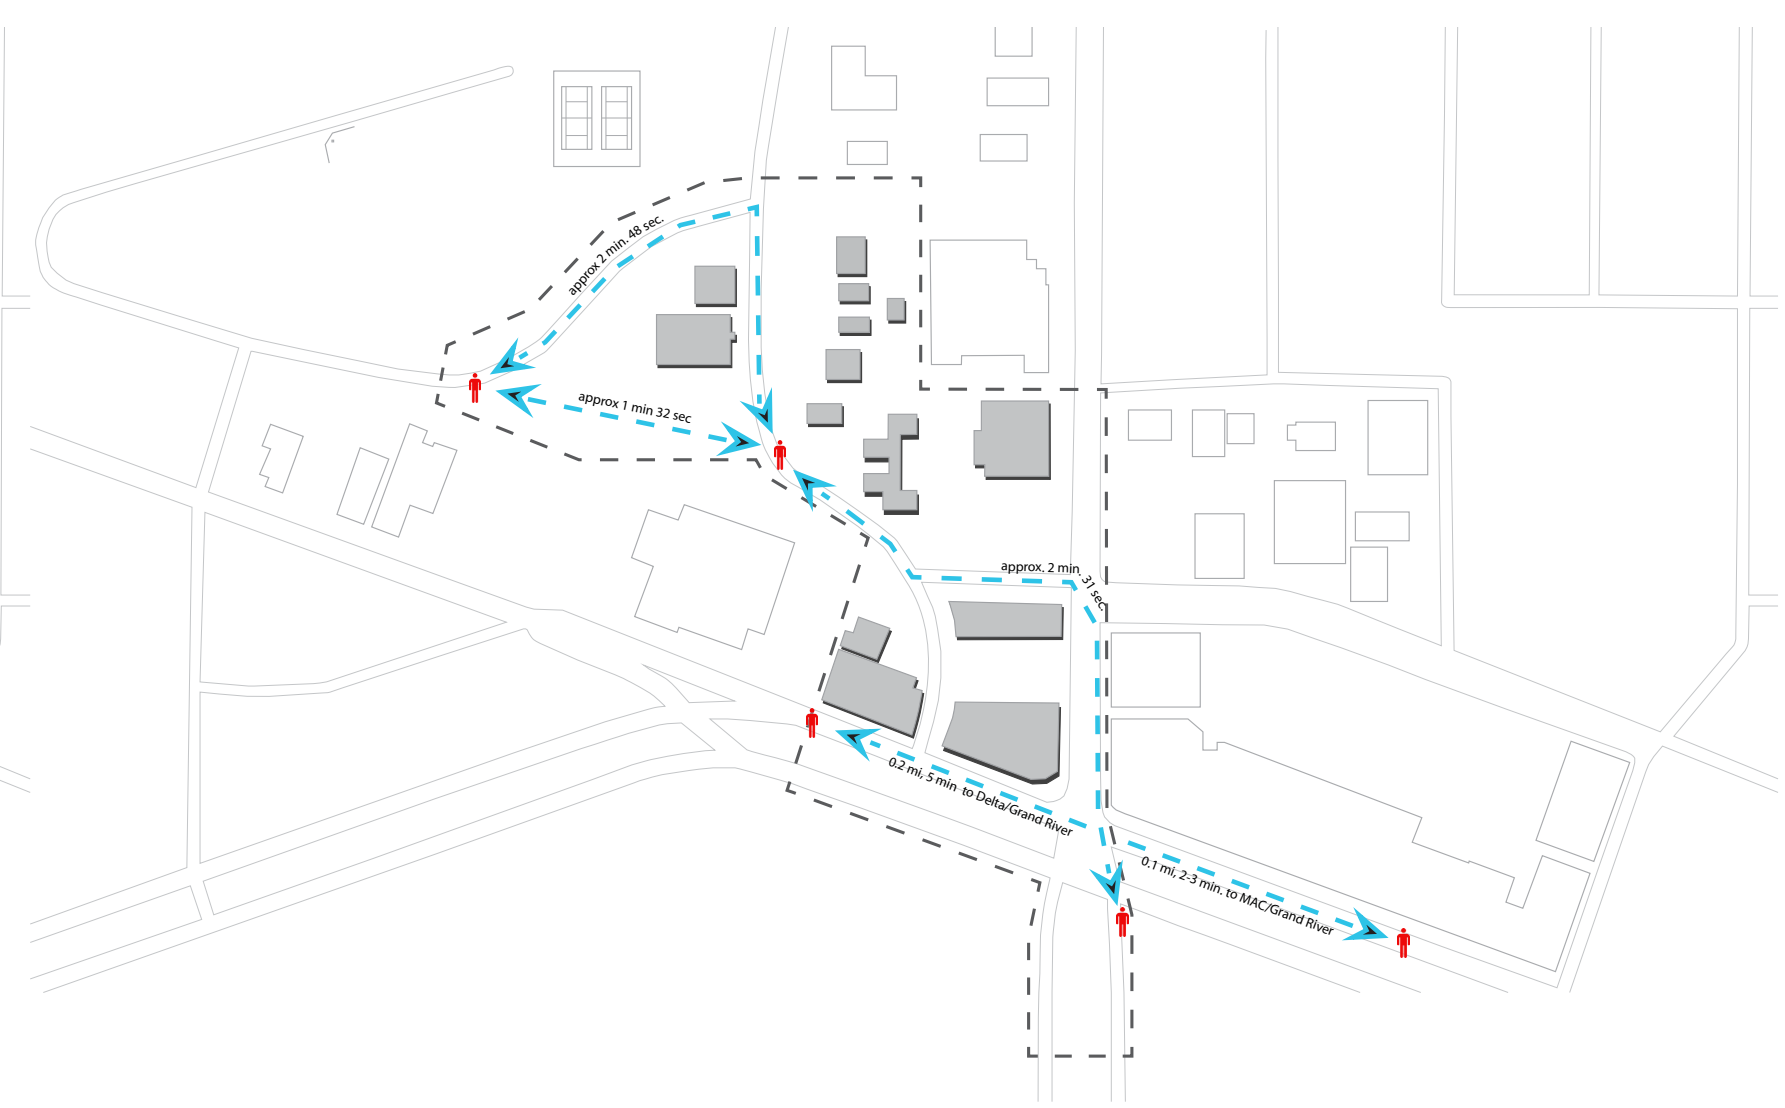 approx 2 min. 48 sec.
approx 1 min 32 sec
approx. 2 min. 31 sec.
0.2 mi, 5 min. to Delta/Grand River
0.1 mi, 2-3 min. to MAC/Grand River